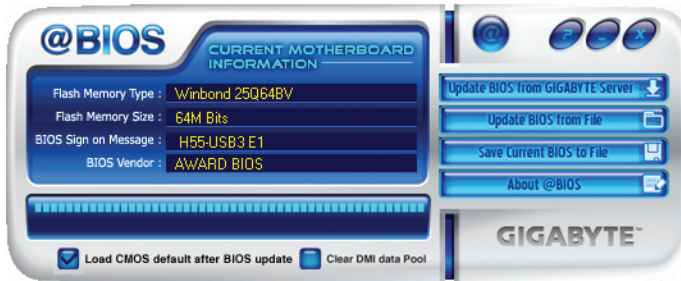 @BIOS
CURRENT MOTHERBOARD
INFORMATION
Flash Memory Type : Winbond 25Q64BV
Flash Memory Size : 64M Bits
BIOS Sign on Message : H55-USB3 E1
BIOS Vendor : AWARD BIOS
Load CMOS default after BIOS update
Clear DMI data Pool
@
? _ X
Update BIOS from GIGABYTE Server
Update BIOS from File
Save Current BIOS to File
About @BIOS
GIGABYTE™